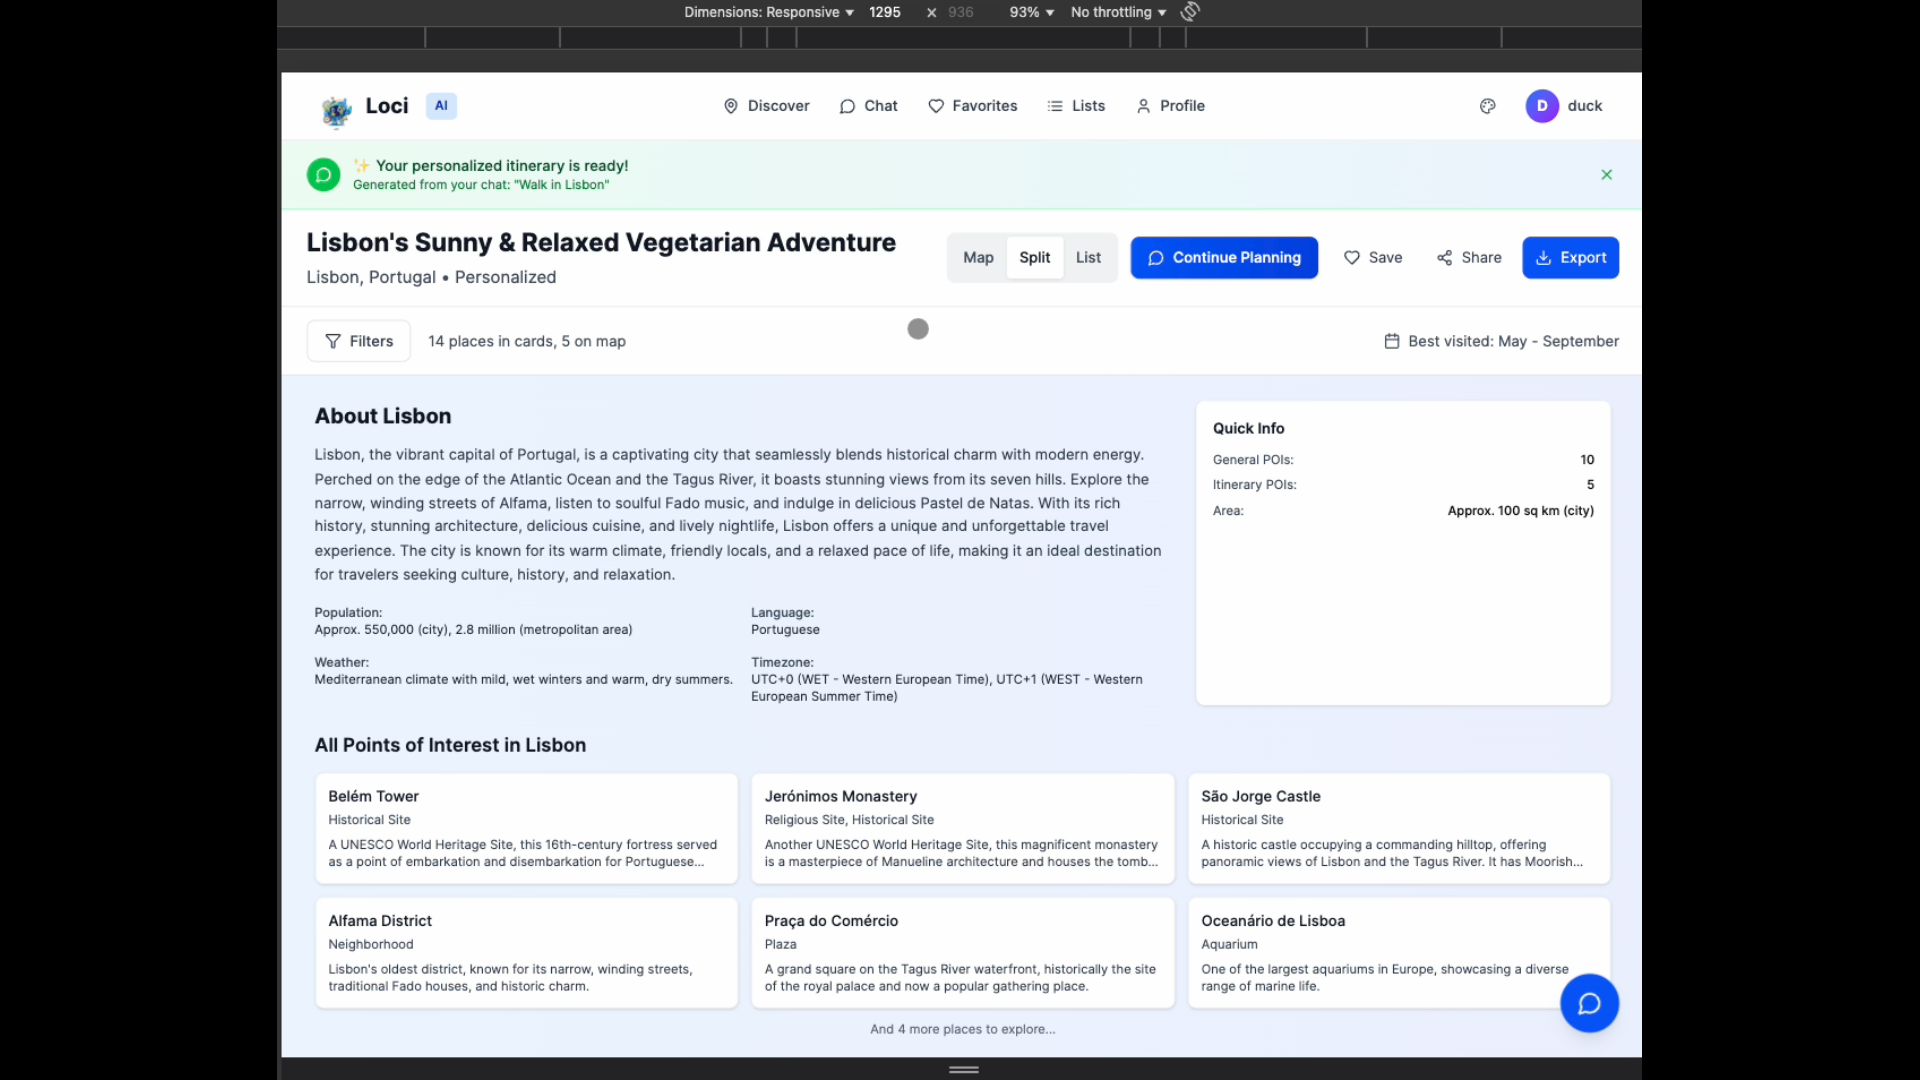 Dimensions: Responsive ▼ 1295 × 936 93% ▼ No throttling ▼
Loci AI
Discover Chat Favorites Lists Profile
D duck
✨ Your personalized itinerary is ready!
Generated from your chat: "Walk in Lisbon"
Lisbon's Sunny & Relaxed Vegetarian Adventure
Lisbon, Portugal • Personalized
Map Split List Continue Planning Save Share Export
Filters 14 places in cards, 5 on map
Best visited: May - September
About Lisbon
Lisbon, the vibrant capital of Portugal, is a captivating city that seamlessly blends historical charm with modern energy.
Perched on the edge of the Atlantic Ocean and the Tagus River, it boasts stunning views from its seven hills. Explore the
narrow, winding streets of Alfama, listen to soulful Fado music, and indulge in delicious Pastel de Natas. With its rich
history, stunning architecture, delicious cuisine, and lively nightlife, Lisbon offers a unique and unforgettable travel
experience. The city is known for its warm climate, friendly locals, and a relaxed pace of life, making it an ideal destination
for travelers seeking culture, history, and relaxation.
Population:
Approx. 550,000 (city), 2.8 million (metropolitan area)
Language:
Portuguese
Weather:
Mediterranean climate with mild, wet winters and warm, dry summers.
Timezone:
UTC+0 (WET - Western European Time), UTC+1 (WEST - Western
European Summer Time)
Quick Info
General POIs: 10
Itinerary POIs: 5
Area: Approx. 100 sq km (city)
All Points of Interest in Lisbon
Belém Tower
Historical Site
A UNESCO World Heritage Site, this 16th-century fortress served
as a point of embarkation and disembarkation for Portuguese...
Jerónimos Monastery
Religious Site, Historical Site
Another UNESCO World Heritage Site, this magnificent monastery
is a masterpiece of Manueline architecture and houses the tomb...
São Jorge Castle
Historical Site
A historic castle occupying a commanding hilltop, offering
panoramic views of Lisbon and the Tagus River. It has Moorish...
Alfama District
Neighborhood
Lisbon's oldest district, known for its narrow, winding streets,
traditional Fado houses, and historic charm.
Praça do Comércio
Plaza
A grand square on the Tagus River waterfront, historically the site
of the royal palace and now a popular gathering place.
Oceanário de Lisboa
Aquarium
One of the largest aquariums in Europe, showcasing a diverse
range of marine life.
And 4 more places to explore...